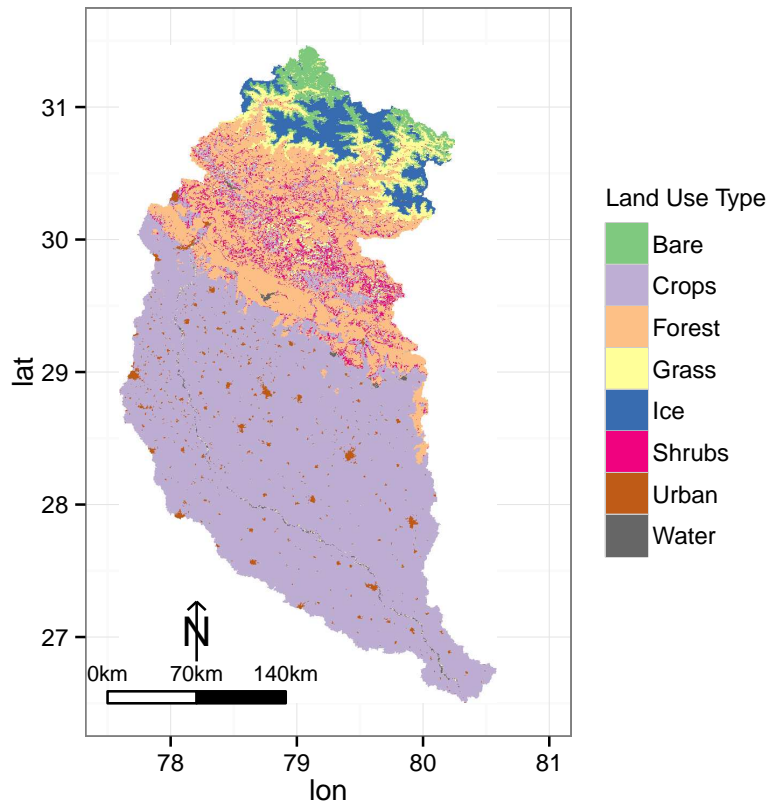 31
30
29
28
27
lat
N
0km 70km 140km
78 79 80 81
lon
Land Use Type
Bare
Crops
Forest
Grass
Ice
Shrubs
Urban
Water